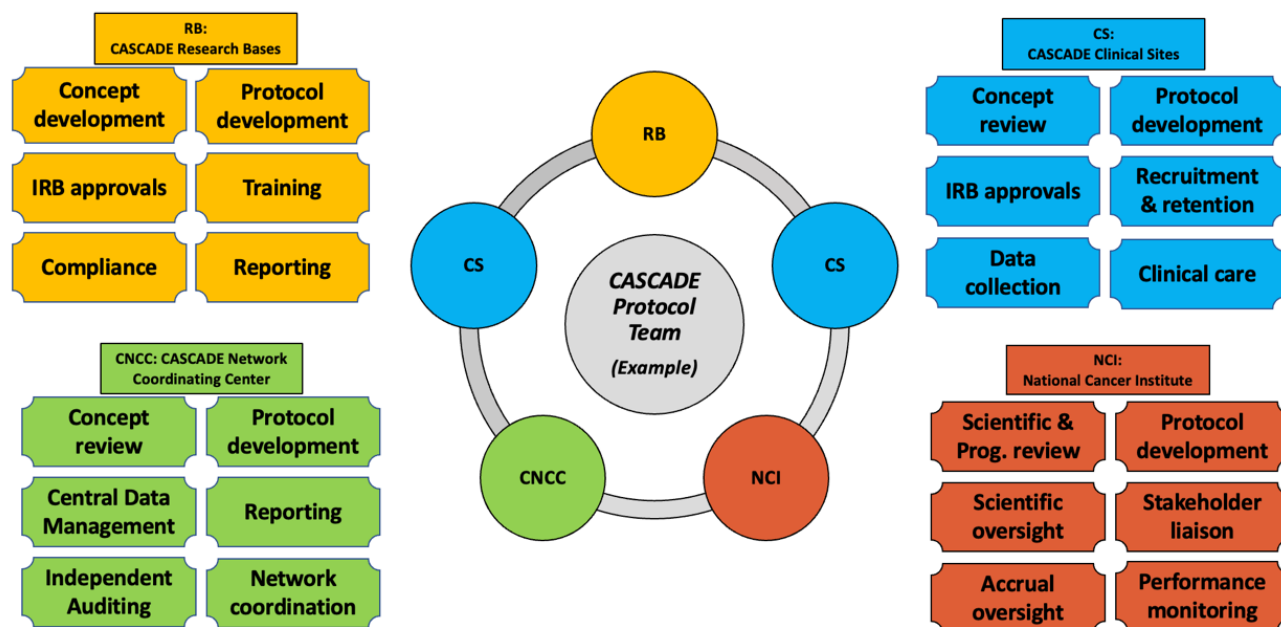 RB:
CASCADE Research Bases
Concept
development
Protocol
development
IRB approvals
Training
Compliance
Reporting
CNCC: CASCADE Network
Coordinating Center
Concept
review
Protocol
development
Central Data
Management
Reporting
Independent
Auditing
Network
coordination
RB
CS
CS
CASCADE
Protocol
Team
(Example)
CNCC
NCI
CS:
CASCADE Clinical Sites
Concept
review
Protocol
development
IRB approvals
Recruitment
& retention
Data
collection
Clinical care
NCI:
National Cancer Institute
Scientific &
Prog. review
Protocol
development
Scientific
oversight
Stakeholder
liaison
Accrual
oversight
Performance
monitoring